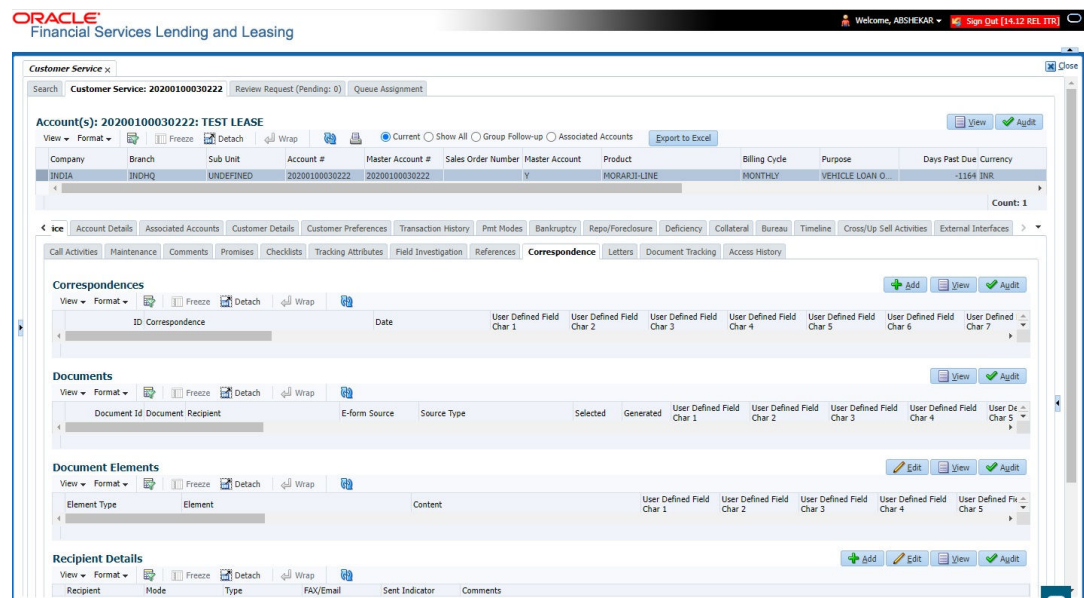 ORACLE®
Financial Services Lending and Leasing
Welcome, ABSHEKAR
Sign Out [14.12 REL ITR]
Customer Service x
Close
Search Customer Service: 20200100030222 Review Request (Pending: 0) Queue Assignment
Account(s): 20200100030222: TEST LEASE
View Audit
View Format Freeze Detach Wrap Current Show All Group Follow-up Associated Accounts Export to Excel
Company Branch Sub Unit Account # Master Account # Sales Order Number Master Account Product Billing Cycle Purpose Days Past Due Currency
INDIA INDHQ UNDEFINED 20200100030222 20200100030222 Y MORARJI-LINE MONTHLY VEHICLE LOAN O... -1164 INR
Count: 1
ice Account Details Associated Accounts Customer Details Customer Preferences Transaction History Pmt Modes Bankruptcy Repo/Foreclosure Deficiency Collateral Bureau Timeline Cross/Up Sell Activities External Interfaces
Call Activities Maintenance Comments Promises Checklists Tracking Attributes Field Investigation References Correspondence Letters Document Tracking Access History
Correspondences
Add View Audit
View Format Freeze Detach Wrap
ID Correspondence Date User Defined Field Char 1 User Defined Field Char 2 User Defined Field Char 3 User Defined Field Char 4 User Defined Field Char 5 User Defined Field Char 6 User Defined Char 7
Documents
View Audit
View Format Freeze Detach Wrap
Document Id Document Recipient E-form Source Source Type Selected Generated User Defined Field Char 1 User Defined Field Char 2 User Defined Field Char 3 User Defined Field Char 4 User De Char 5
Document Elements
Edit View Audit
View Format Freeze Detach Wrap
Element Type Element Content User Defined Field Char 1 User Defined Field Char 2 User Defined Field Char 3 User Defined Field Char 4 User Defined Fie Char 5
Recipient Details
Add Edit View Audit
View Format Freeze Detach Wrap
Recipient Mode Type FAX/Email Sent Indicator Comments